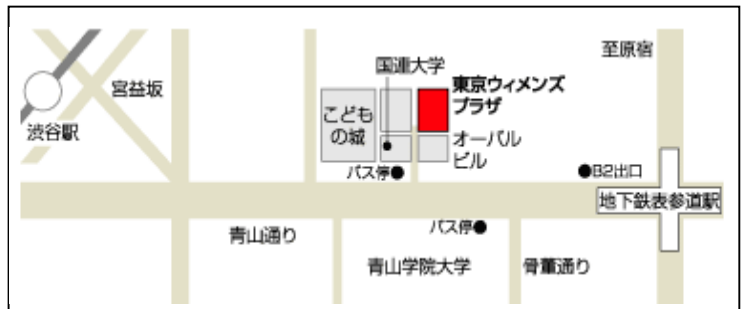 至原宿
国連大学
宮益坂
東京ウィメンズ
プラザ
こども
の城
渋谷駅
オーバル
ビル
バス停●
●B2出口
地下鉄表参道駅
青山通り
バス停●
青山学院大学
骨董通り